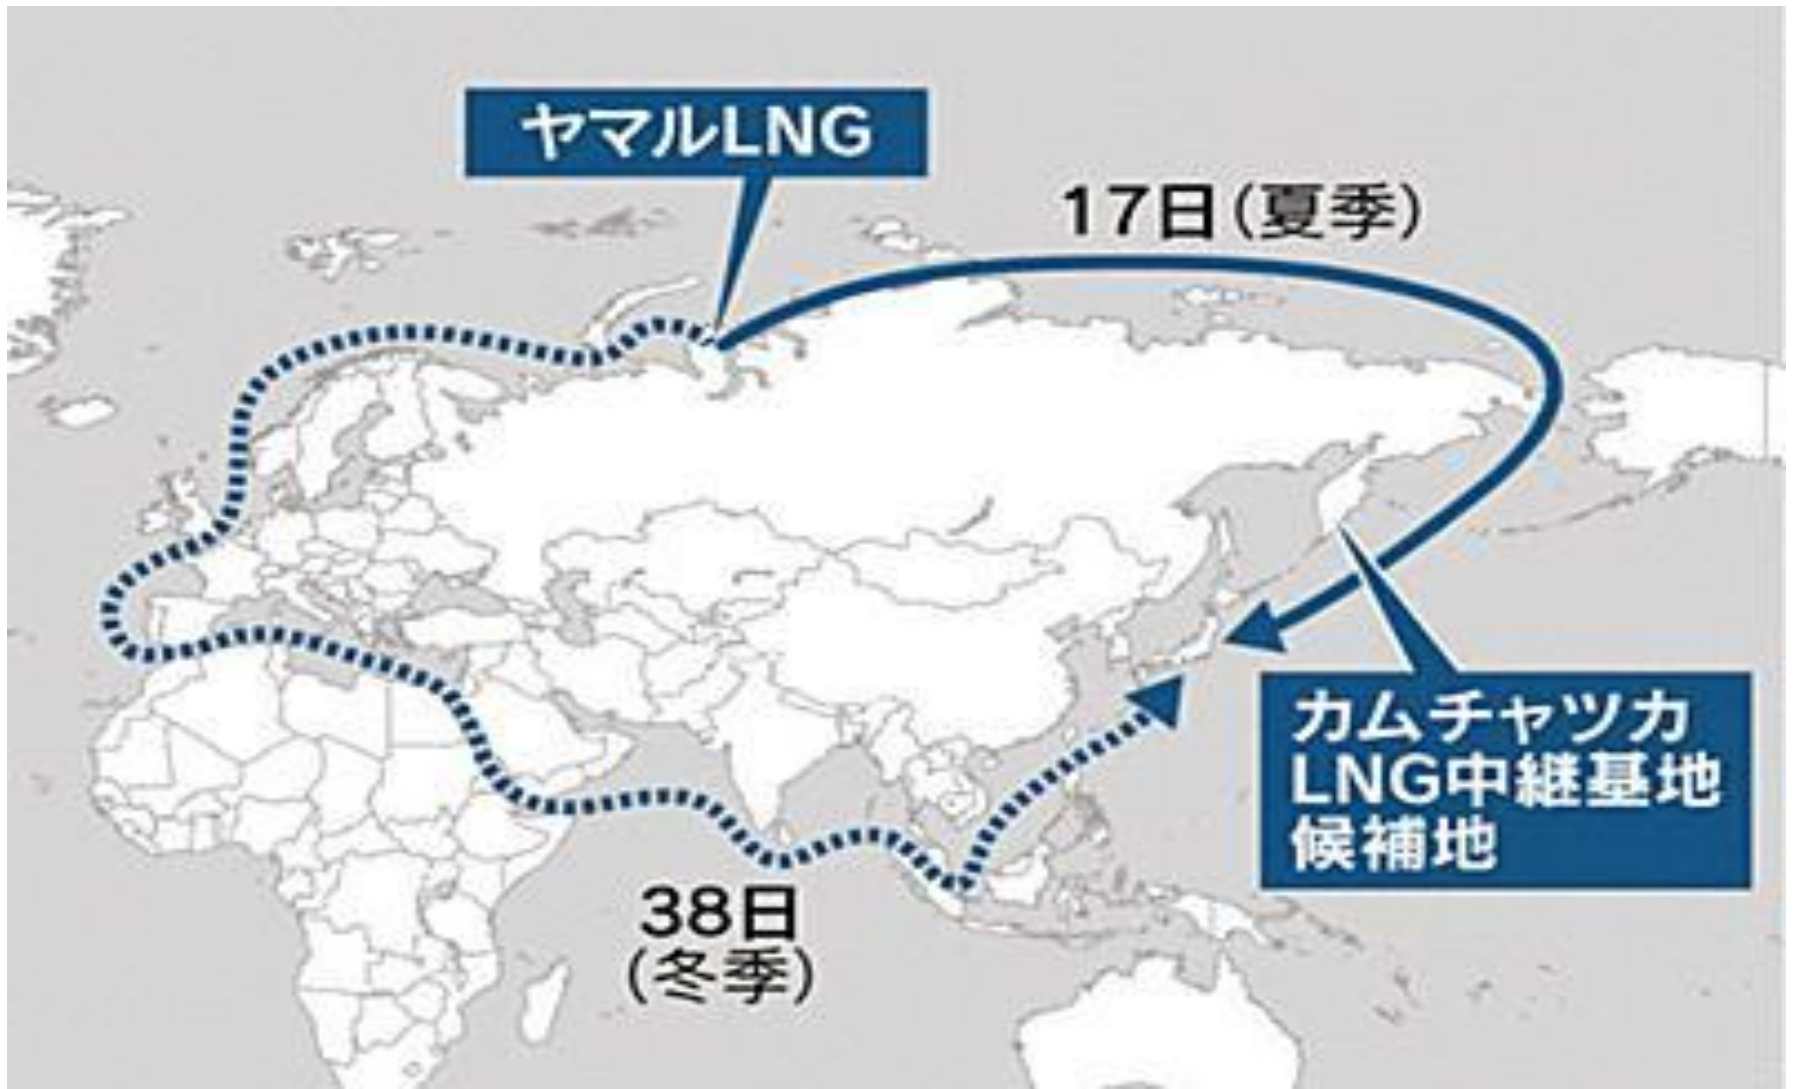 ヤマルLNG
17日(夏季)
カムチャツカ
LNG中継基地
候補地
38日
(冬季)